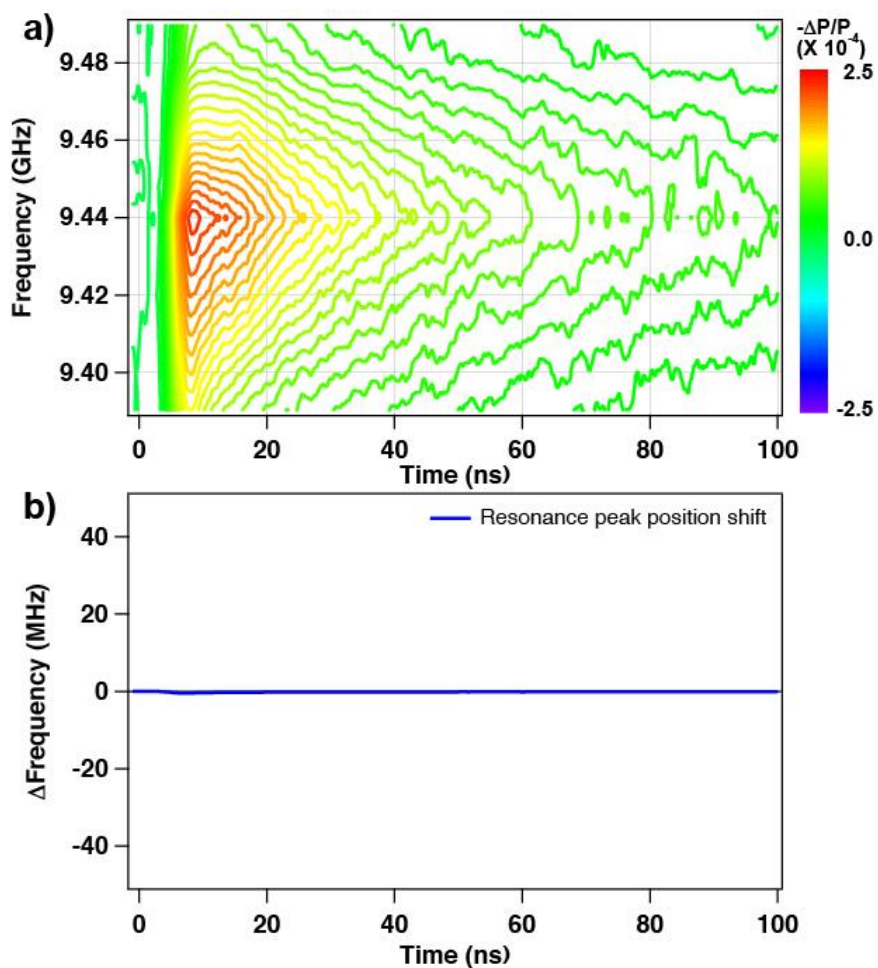 a)
-ΔP/P
(X 10⁻⁴)
2.5
0.0
-2.5
Frequency (GHz)
9.48
9.46
9.44
9.42
9.40
0 20 40 60 80 100
Time (ns)
b)
Resonance peak position shift
ΔFrequency (MHz)
40
20
0
-20
-40
0 20 40 60 80 100
Time (ns)